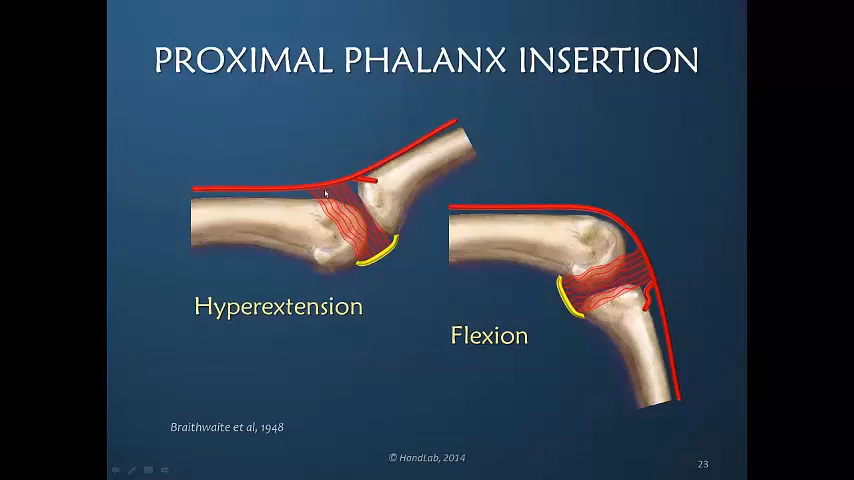 PROXIMAL PHALANX INSERTION
Hyperextension
Flexion
Braithwaite et al, 1948
© HandLab, 2014
23